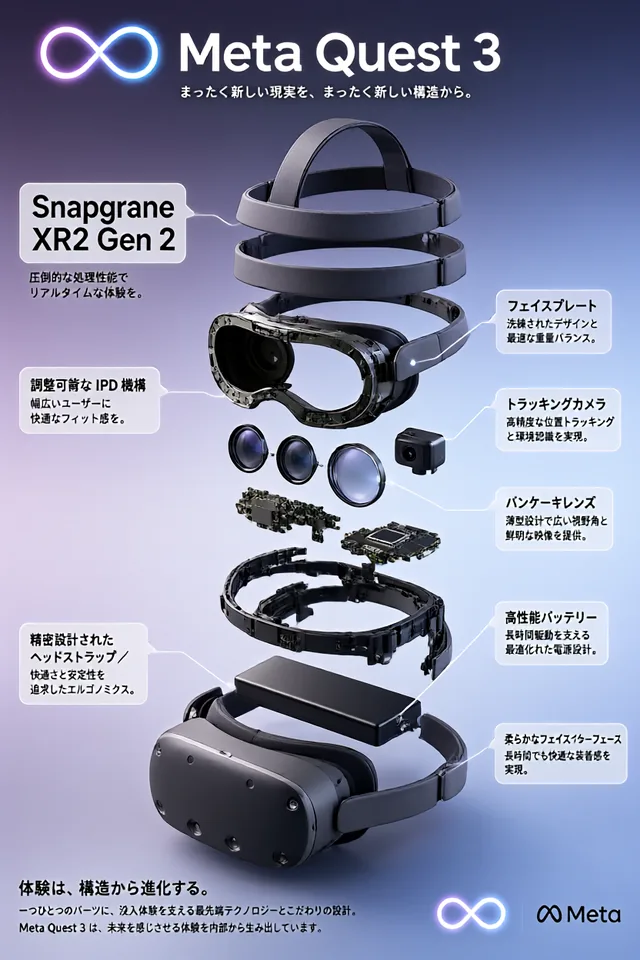 Meta Quest 3
まったく新しい現実を、まったく新しい構造から。
Snapgrane
XR2 Gen 2
圧倒的な処理性能で
リアルタイムな体験を。
フェイスプレート
洗練されたデザインと
最適な重量バランス。
調整可能な IPD 機構
幅広いユーザーに
快適なフィット感を。
トラッキングカメラ
高精度な位置トラッキング
と環境認識を実現。
パンケーキレンズ
薄型設計で広い視野角と
鮮明な映像を提供。
高性能バッテリー
長時間駆動を支える
最適化れた電源設計。
精密設計された
ヘッドストラップ／
快適さと安定性を
追求したエルゴノミクス。
柔らかなフェイスインターフェース
長時間でも快適な装着感を
実現。
体験は、構造から進化する。
一つひとつのパーツに、没入体験を支える最先端テクノロジーとこだわりの設計。
Meta Quest 3 は、未来を感じさせる体験を内部から生み出しています。
Meta